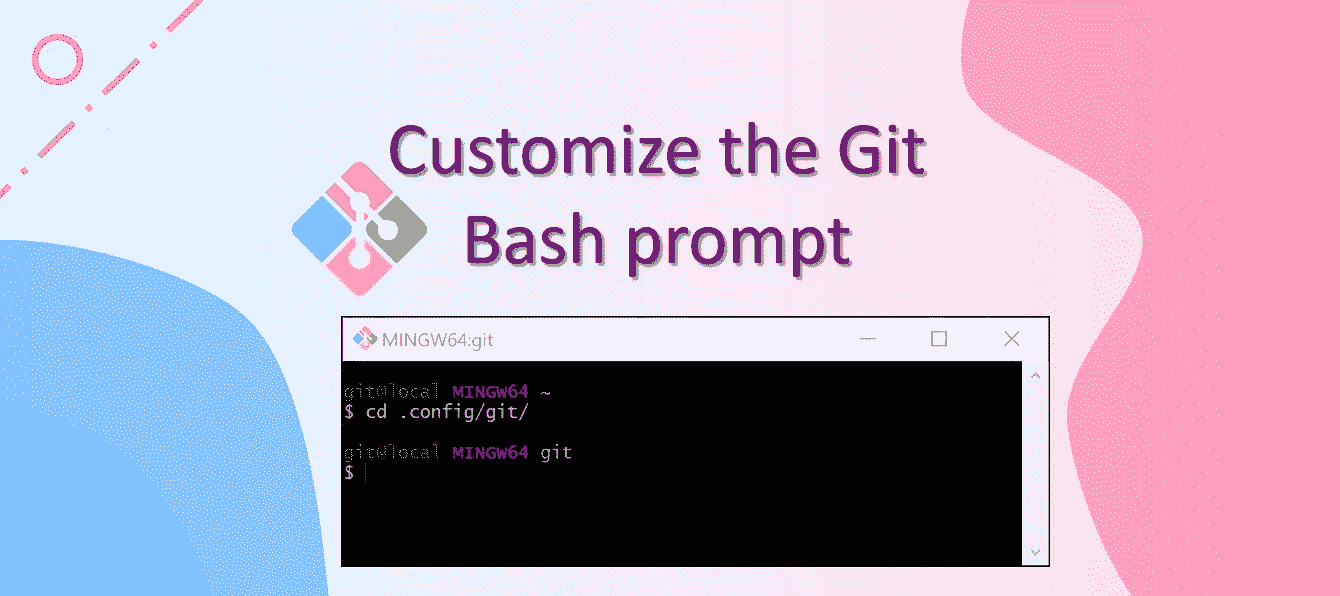 Customize the Git
Bash prompt
MINGW64:git
git@local MINGW64 ~
$ cd .config/git/
git@local MINGW64 git
$